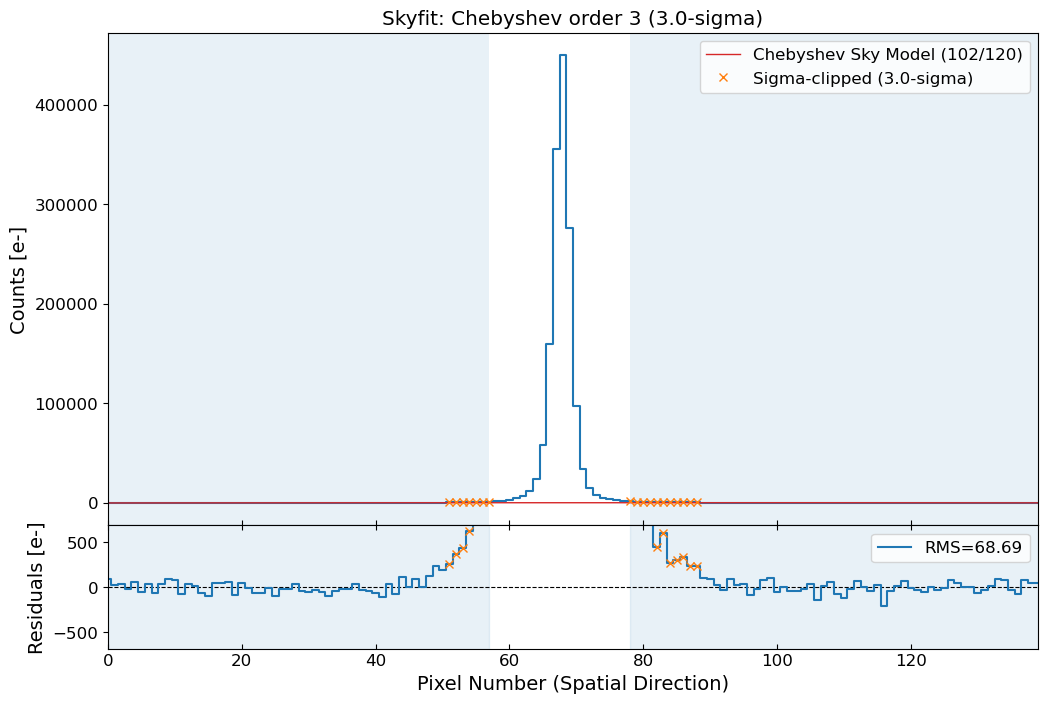 Skyfit: Chebyshev order 3 (3.0-sigma)
Chebyshev Sky Model (102/120)
Sigma-clipped (3.0-sigma)
Counts [e-]
400000
300000
200000
100000
0
Residuals [e-]
500
0
−500
RMS=68.69
0 20 40 60 80 100 120
Pixel Number (Spatial Direction)